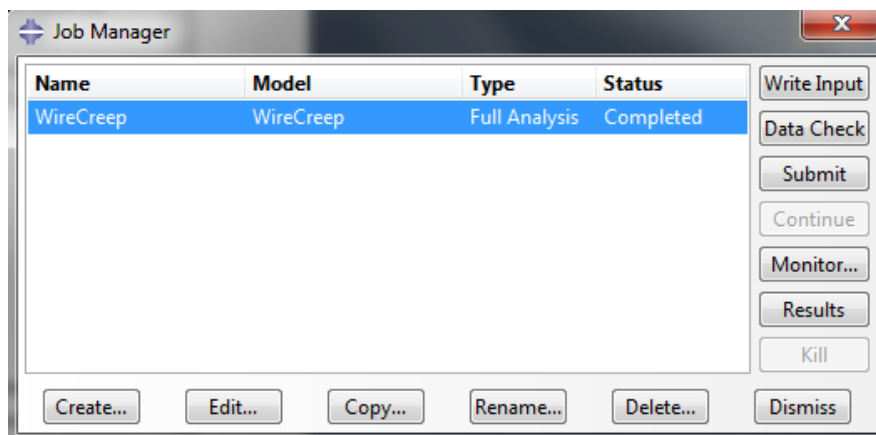 Job Manager
Name Model Type Status
WireCreep WireCreep Full Analysis Completed
Write Input
Data Check
Submit
Continue
Monitor...
Results
Kill
Create... Edit... Copy... Rename... Delete... Dismiss